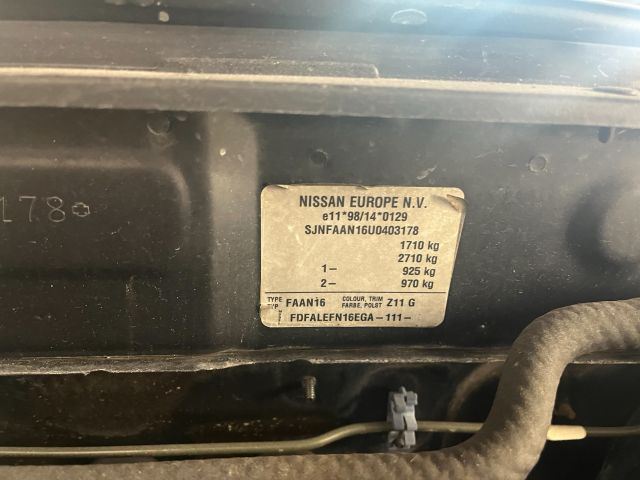 178
NISSAN EUROPE N.V.
e11*98/14*0129
SJNFAAN16U0403178
1710 kg
2710 kg
1- 925 kg
2- 970 kg
TYPE TYP. FAAN16 COLOUR, TRIM FARBE, POLST Z11 G
FDFALEFN16EGA-111-